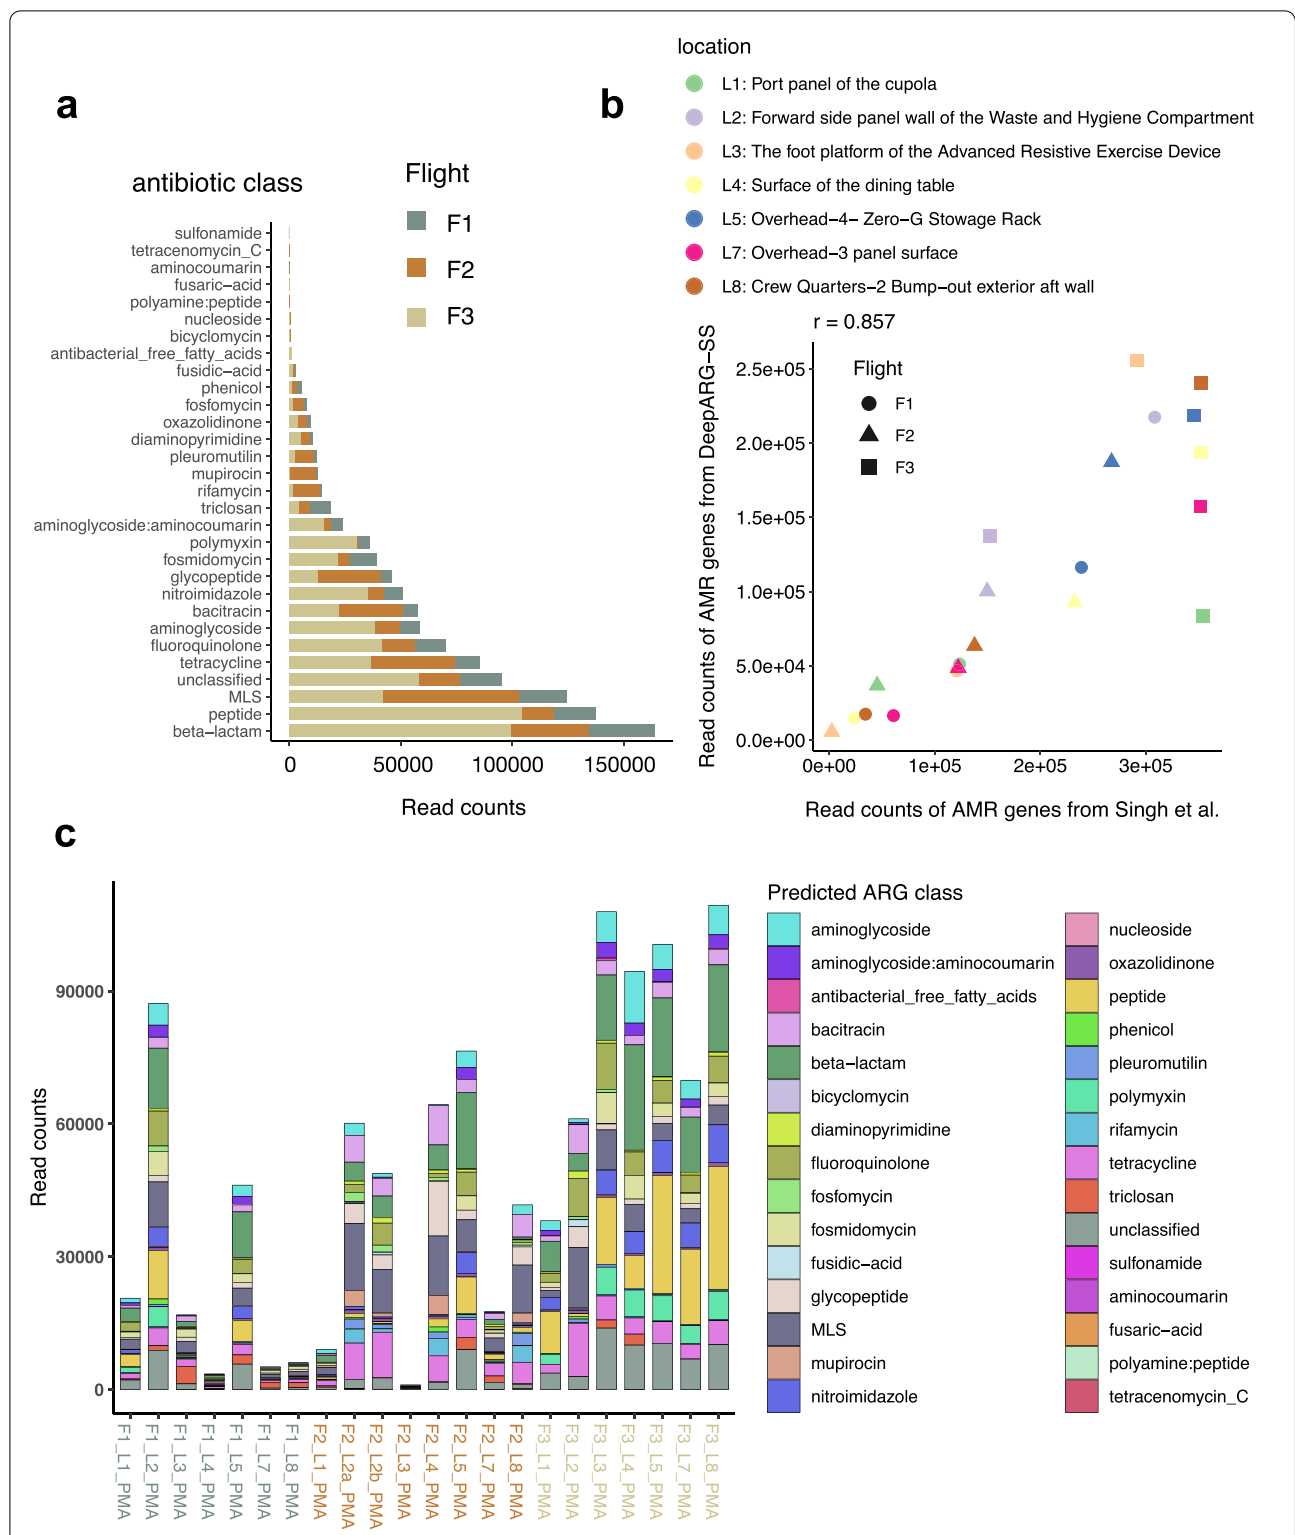 a
antibiotic class
Flight
F1
F2
F3
sulfonamide
tetracenomycin_C
aminocoumarin
fusaric−acid
polyamine:peptide
nucleoside
bicyclomycin
antibacterial_free_fatty_acids
fusidic−acid
phenicol
fosfomycin
oxazolidinone
diaminopyrimidine
pleuromutilin
mupirocin
rifamycin
triclosan
aminoglycoside:aminocoumarin
polymyxin
fosmidomycin
glycopeptide
nitroimidazole
bacitracin
aminoglycoside
fluoroquinolone
tetracycline
unclassified
MLS
peptide
beta−lactam
0 50000 100000 150000
Read counts
b
location
L1: Port panel of the cupola
L2: Forward side panel wall of the Waste and Hygiene Compartment
L3: The foot platform of the Advanced Resistive Exercise Device
L4: Surface of the dining table
L5: Overhead−4− Zero−G Stowage Rack
L7: Overhead−3 panel surface
L8: Crew Quarters−2 Bump−out exterior aft wall
r = 0.857
Flight
F1
F2
F3
Read counts of AMR genes from DeepARG−SS
2.5e+05
2.0e+05
1.5e+05
1.0e+05
5.0e+04
0.0e+00
0e+00 1e+05 2e+05 3e+05
Read counts of AMR genes from Singh et al.
c
Read counts
90000
60000
30000
0
F1_L1_PMA
F1_L2_PMA
F1_L3_PMA
F1_L4_PMA
F1_L5_PMA
F1_L7_PMA
F1_L8_PMA
F2_L1_PMA
F2_L2a_PMA
F2_L2b_PMA
F2_L3_PMA
F2_L4_PMA
F2_L5_PMA
F2_L7_PMA
F2_L8_PMA
F3_L1_PMA
F3_L2_PMA
F3_L3_PMA
F3_L4_PMA
F3_L5_PMA
F3_L7_PMA
F3_L8_PMA
Predicted ARG class
aminoglycoside
aminoglycoside:aminocoumarin
antibacterial_free_fatty_acids
bacitracin
beta−lactam
bicyclomycin
diaminopyrimidine
fluoroquinolone
fosfomycin
fosmidomycin
fusidic−acid
glycopeptide
MLS
mupirocin
nitroimidazole
nucleoside
oxazolidinone
peptide
phenicol
pleuromutilin
polymyxin
rifamycin
tetracycline
triclosan
unclassified
sulfonamide
aminocoumarin
fusaric−acid
polyamine:peptide
tetracenomycin_C